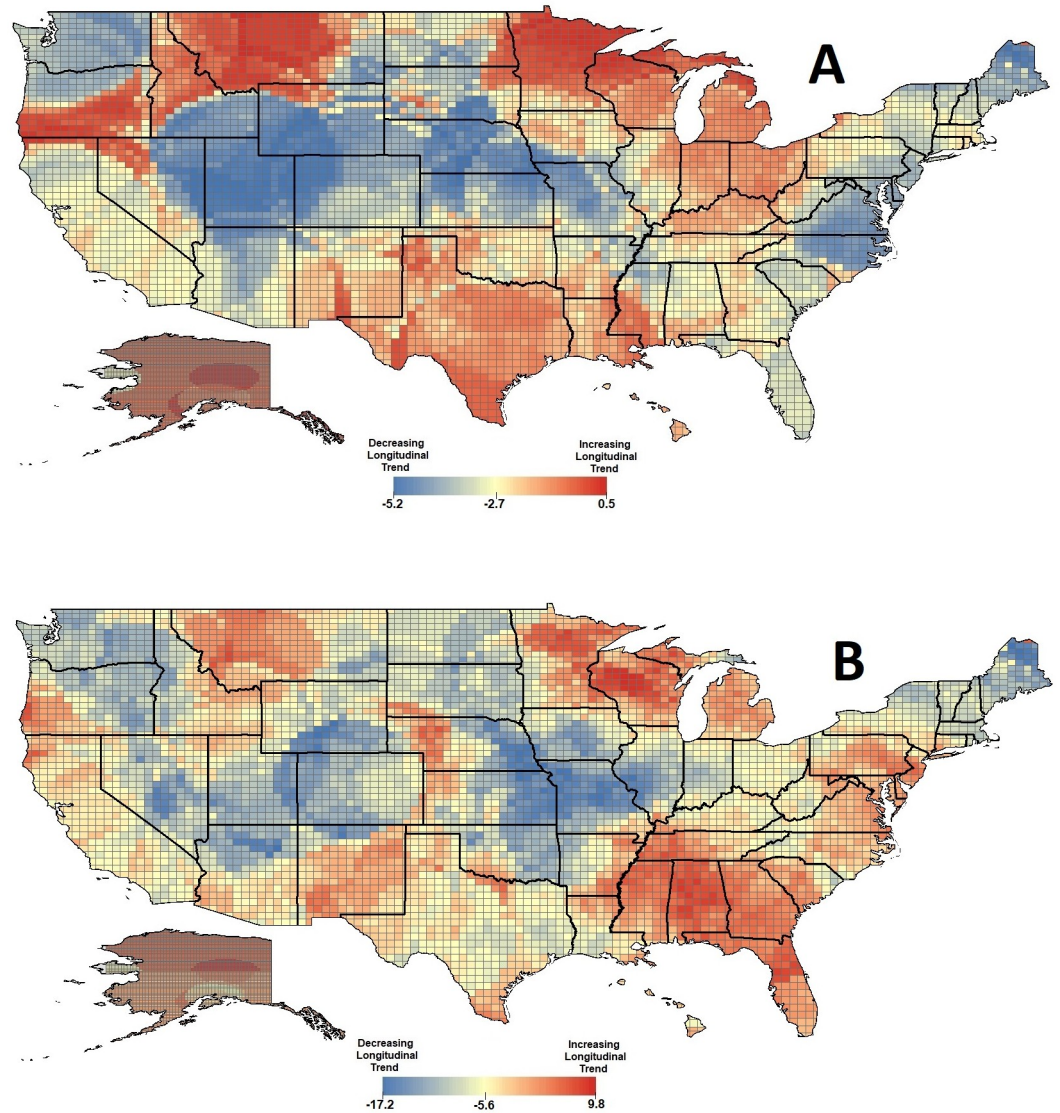 A
Decreasing Increasing
Longitudinal Longitudinal
Trend Trend
-5.2 -2.7 0.5
B
Decreasing Increasing
Longitudinal Longitudinal
Trend Trend
-17.2 -5.6 9.8